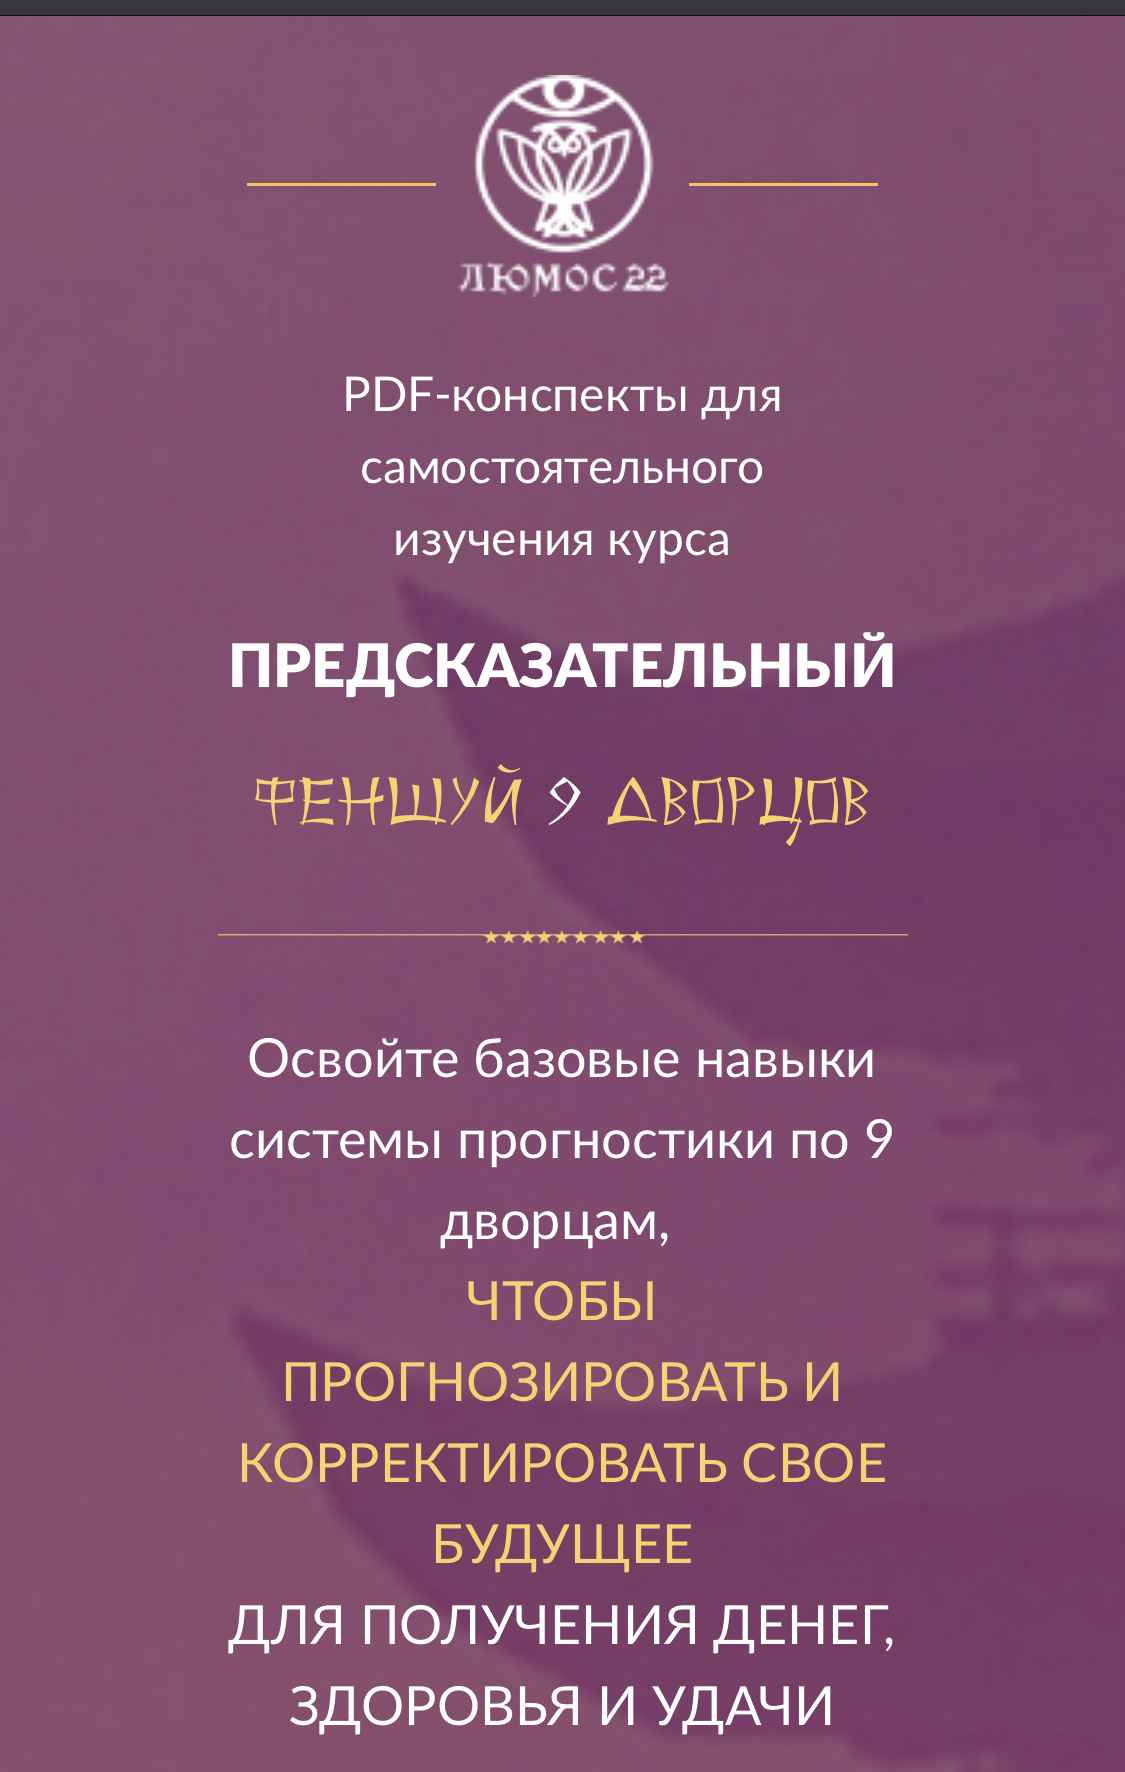 ЛЮМОС 22
PDF-конспекты для
самостоятельного
изучения курса
ПРЕДСКАЗАТЕЛЬНЫЙ
ФЕНШУЙ 9 ДВОРЦОВ
Освойте базовые навыки
системы прогностики по 9
дворцам,
ЧТОБЫ
ПРОГНОЗИРОВАТЬ И
КОРРЕКТИРОВАТЬ СВОЕ
БУДУЩЕЕ
ДЛЯ ПОЛУЧЕНИЯ ДЕНЕГ,
ЗДОРОВЬЯ И УДАЧИ